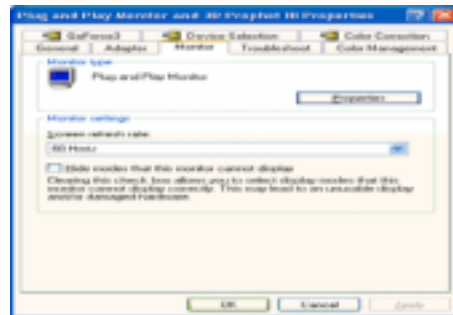 Plug and Play Monitor and 3D Prophet III Properties
GeForce3 Device Selection Color Correction
General Adapter Monitor Troubleshoot Color Management
Monitor type
Plug and Play Monitor
Properties
Monitor settings
Screen refresh rate:
60 Hertz
Hide modes that this monitor cannot display
Clearing this check box allows you to select display modes that this
monitor cannot display correctly. This may lead to an unusable display
and/or damaged hardware.
OK Cancel Apply